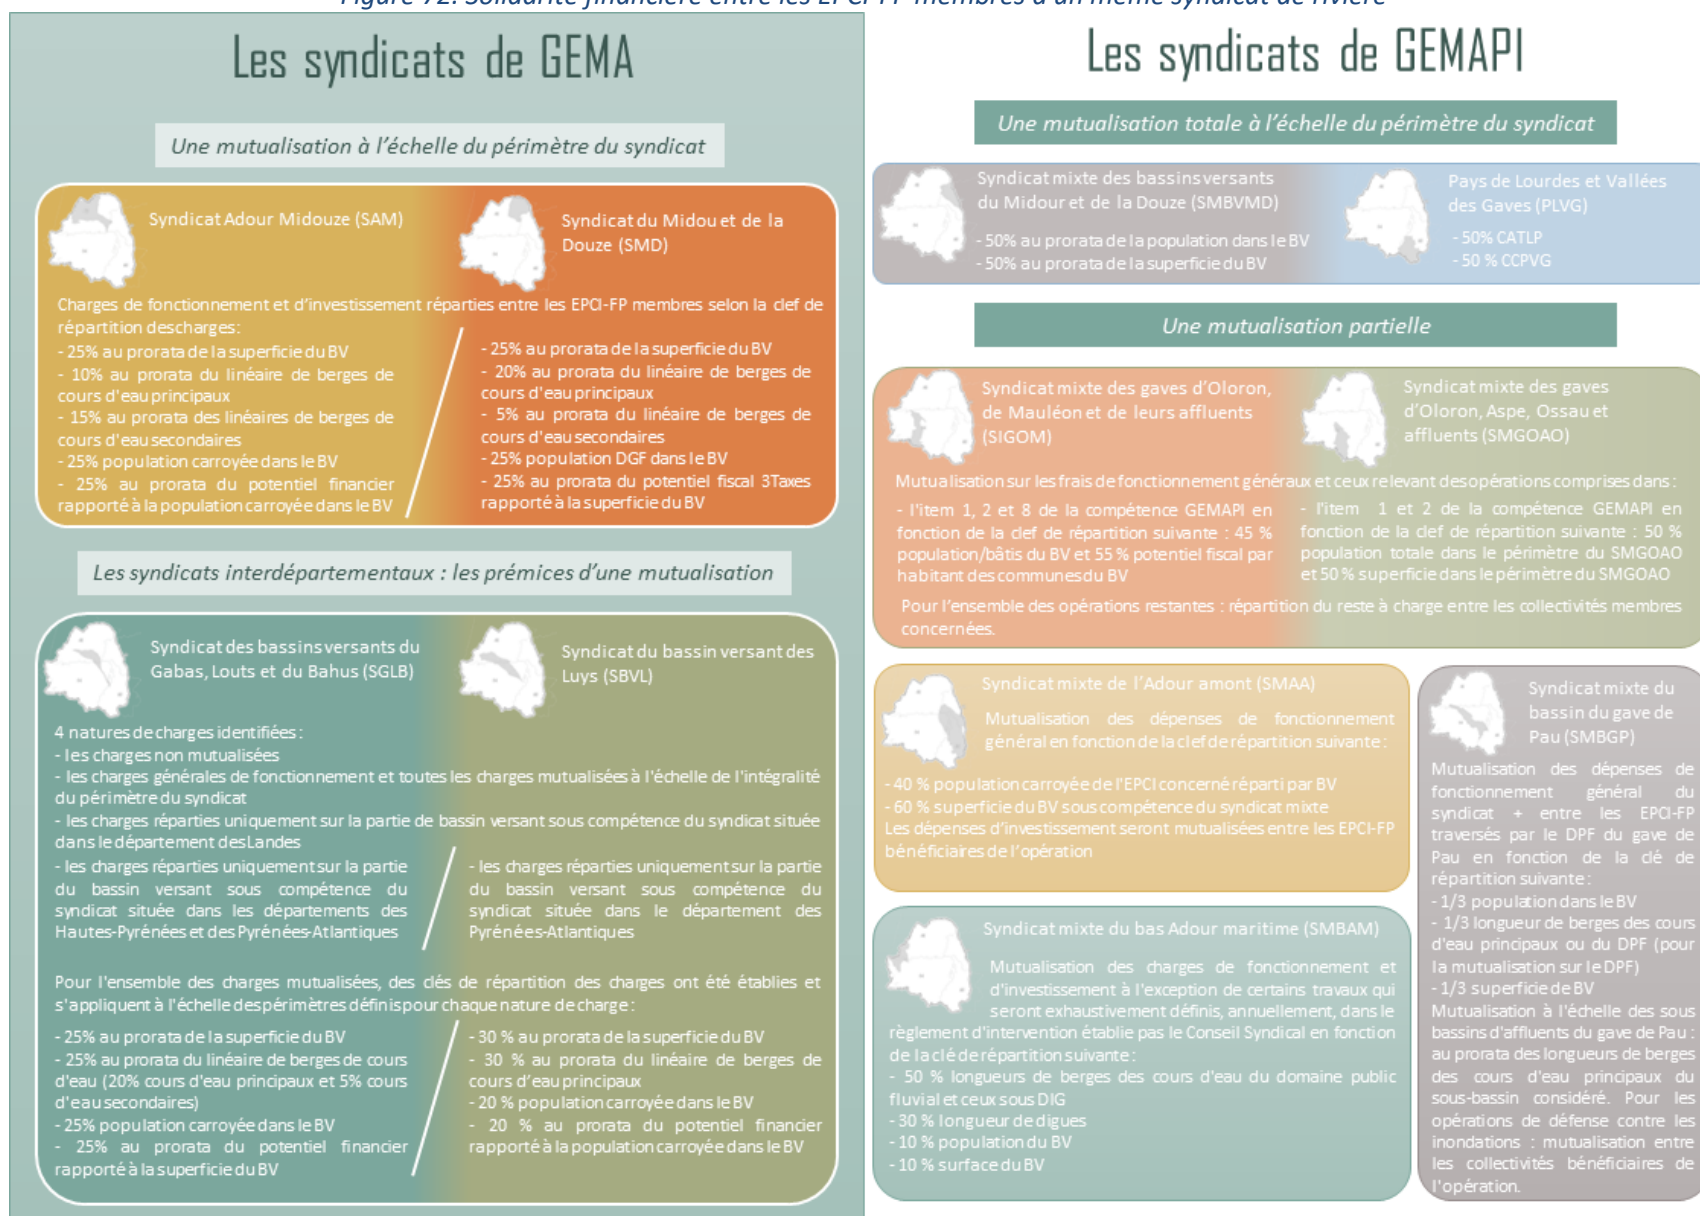 Figure 72: Solidarité financière entre les EPCI-FP membres d'un même syndicat de rivière
Les syndicats de GEMA
Une mutualisation à l'échelle du périmètre du syndicat
Syndicat Adour Midouze (SAM)
Syndicat du Midou et de la
Douze (SMD)
Charges de fonctionnement et d'investissement réparties entre les EPCI-FP membres selon la clef de
répartition des charges :
- 25% au prorata de la superficie du BV
- 10% au prorata du linéaire de berges de
cours d'eau principaux
- 15% au prorata des linéaires de berges de
cours d'eau secondaires
- 25% population carroyée dans le BV
- 25% au prorata du potentiel financier
rapporté à la population carroyée dans le BV
- 25% au prorata de la superficie du BV
- 20% au prorata du linéaire de berges de
cours d'eau principaux
- 5% au prorata du linéaire de berges de
cours d'eau secondaires
- 25% population DGF dans le BV
- 25% au prorata du potentiel fiscal 3Taxes
rapporté à la superficie du BV
Les syndicats interdépartementaux : les prémices d'une mutualisation
Syndicat des bassins versants du
Gabas, Louts et du Bahus (SGLB)
Syndicat du bassin versant des
Luys (SBVL)
4 natures de charges identifiées :
- les charges non mutualisées
- les charges générales de fonctionnement et toutes les charges mutualisées à l'échelle de l'intégralité
du périmètre du syndicat
- les charges réparties uniquement sur la partie de bassin versant sous compétence du syndicat située
dans le département des Landes
- les charges réparties uniquement sur la partie
du bassin versant sous compétence du
syndicat située dans les départements des
Hautes-Pyrénées et des Pyrénées-Atlantiques
- les charges réparties uniquement sur la partie
du bassin versant sous compétence du
syndicat située dans le département des
Pyrénées-Atlantiques
Pour l'ensemble des charges mutualisées, des clés de répartition des charges ont été établies et
s'appliquent à l'échelle des périmètres définis pour chaque nature de charge :
- 25% au prorata de la superficie du BV
- 25% au prorata du linéaire de berges de cours
d'eau (20% cours d'eau principaux et 5% cours
d'eau secondaires)
- 25% population carroyée dans le BV
- 25% au prorata du potentiel financier
rapporté à la superficie du BV
- 30 % au prorata de la superficie du BV
- 30 % au prorata du linéaire de berges de
cours d'eau principaux
- 20 % population carroyée dans le BV
- 20 % au prorata du potentiel financier
rapporté à la population carroyée dans le BV
Les syndicats de GEMAPI
Une mutualisation totale à l'échelle du périmètre du syndicat
Syndicat mixte des bassins versants
du Midour et de la Douze (SMBVMD)
- 50% au prorata de la population dans le BV
- 50% au prorata de la superficie du BV
Pays de Lourdes et Vallées
des Gaves (PLVG)
- 50% CATLP
- 50 % CCPVG
Une mutualisation partielle
Syndicat mixte des gaves d'Oloron,
de Mauléon et de leurs affluents
(SIGOM)
Syndicat mixte des gaves
d'Oloron, Aspe, Ossau et
affluents (SMGOAO)
Mutualisation sur les frais de fonctionnement généraux et ceux relevant des opérations comprises dans :
- l'item 1, 2 et 8 de la compétence GEMAPI en
fonction de la clef de répartition suivante : 45 %
population/bâtis du BV et 55 % potentiel fiscal par
habitant des communes du BV
- l'item 1 et 2 de la compétence GEMAPI en
fonction de la clef de répartition suivante : 50 %
population totale dans le périmètre du SMGOAO
et 50 % superficie dans le périmètre du SMGOAO
Pour l'ensemble des opérations restantes : répartition du reste à charge entre les collectivités membres
concernées.
Syndicat mixte de l'Adour amont (SMAA)
Mutualisation des dépenses de fonctionnement
général en fonction de la clef de répartition suivante :
- 40 % population carroyée de l'EPCI concerné réparti par BV
- 60 % superficie du BV sous compétence du syndicat mixte
Les dépenses d'investissement seront mutualisées entre les EPCI-FP
bénéficiaires de l'opération
Syndicat mixte du bas Adour maritime (SMBAM)
Mutualisation des charges de fonctionnement et
d'investissement à l'exception de certains travaux qui
seront exhaustivement définis, annuellement, dans le
règlement d'intervention établie pas le Conseil Syndical en fonction
de la clé de répartition suivante :
- 50 % longueurs de berges des cours d'eau du domaine public
fluvial et ceux sous DIG
- 30 % longueur de digues
- 10 % population du BV
- 10 % surface du BV
Syndicat mixte du
bassin du gave de
Pau (SMBGP)
Mutualisation des dépenses de
fonctionnement général du
syndicat + entre les EPCI-FP
traversés par le DPF du gave de
Pau en fonction de la clé de
répartition suivante :
- 1/3 population dans le BV
- 1/3 longueur de berges des cours
d'eau principaux ou du DPF (pour
la mutualisation sur le DPF)
- 1/3 superficie de BV
Mutualisation à l'échelle des sous
bassins d'affluents du gave de Pau :
au prorata des longueurs de berges
des cours d'eau principaux du
sous-bassin considéré. Pour les
opérations de défense contre les
inondations : mutualisation entre
les collectivités bénéficiaires de
l'opération.